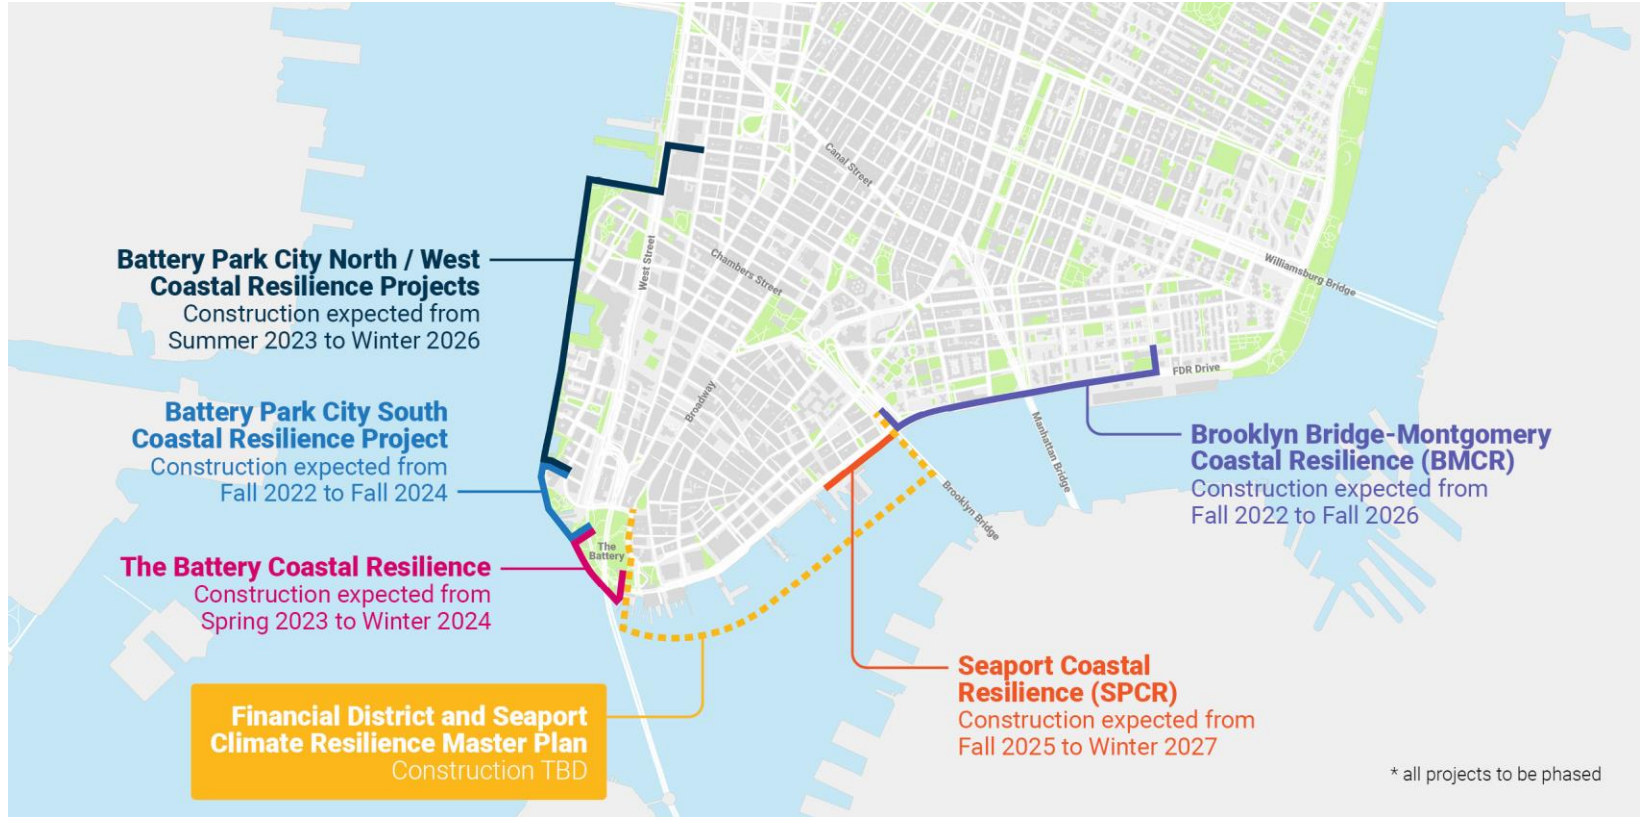 Canal Street
Williamsburg Bridge
West Street
Chambers Street
Battery Park City North / West
Coastal Resilience Projects
Construction expected from
Summer 2023 to Winter 2026
FDR Drive
Broadway
Battery Park City South
Coastal Resilience Project
Construction expected from
Fall 2022 to Fall 2024
Manhattan Bridge
Brooklyn Bridge-Montgomery
Coastal Resilience (BMCR)
Construction expected from
Fall 2022 to Fall 2026
Brooklyn Bridge
The
Battery
The Battery Coastal Resilience
Construction expected from
Spring 2023 to Winter 2024
Seaport Coastal
Resilience (SPCR)
Construction expected from
Fall 2025 to Winter 2027
Financial District and Seaport
Climate Resilience Master Plan
Construction TBD
* all projects to be phased